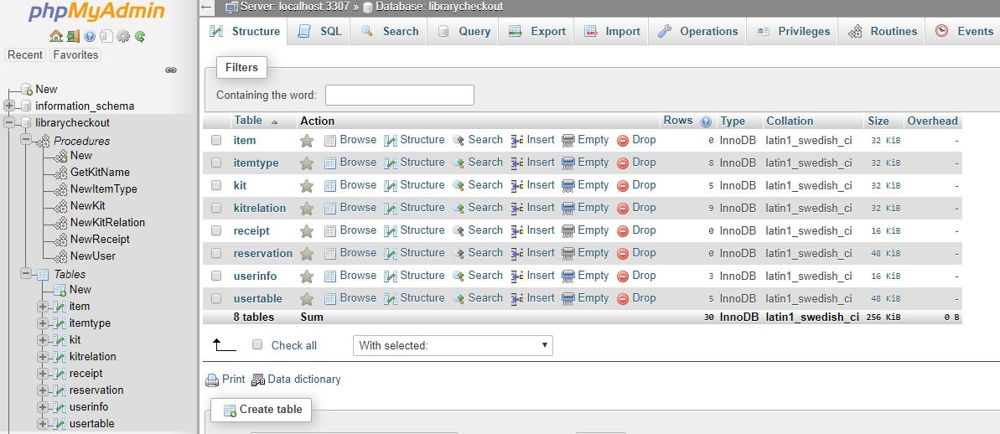 phpMyAdmin
Recent Favorites
New
information_schema
librarycheckout
Procedures
New
GetKitName
NewItemType
NewKit
NewKitRelation
NewReceipt
NewUser
Tables
New
item
itemtype
kit
kitrelation
receipt
reservation
userinfo
usertable
Server: localhost:3307 » Database: librarycheckout
Structure SQL Search Query Export Import Operations Privileges Routines Events
Filters
Containing the word:
Table Action Rows Type Collation Size Overhead
item Browse Structure Search Insert Empty Drop 0 InnoDB latin1_swedish_ci 32 KiB -
itemtype Browse Structure Search Insert Empty Drop 8 InnoDB latin1_swedish_ci 32 KiB -
kit Browse Structure Search Insert Empty Drop 5 InnoDB latin1_swedish_ci 32 KiB -
kitrelation Browse Structure Search Insert Empty Drop 9 InnoDB latin1_swedish_ci 32 KiB -
receipt Browse Structure Search Insert Empty Drop 0 InnoDB latin1_swedish_ci 16 KiB -
reservation Browse Structure Search Insert Empty Drop 0 InnoDB latin1_swedish_ci 48 KiB -
userinfo Browse Structure Search Insert Empty Drop 3 InnoDB latin1_swedish_ci 16 KiB -
usertable Browse Structure Search Insert Empty Drop 5 InnoDB latin1_swedish_ci 48 KiB -
8 tables Sum 30 InnoDB latin1_swedish_ci 256 KiB 0 B
Check all With selected:
Print Data dictionary
Create table